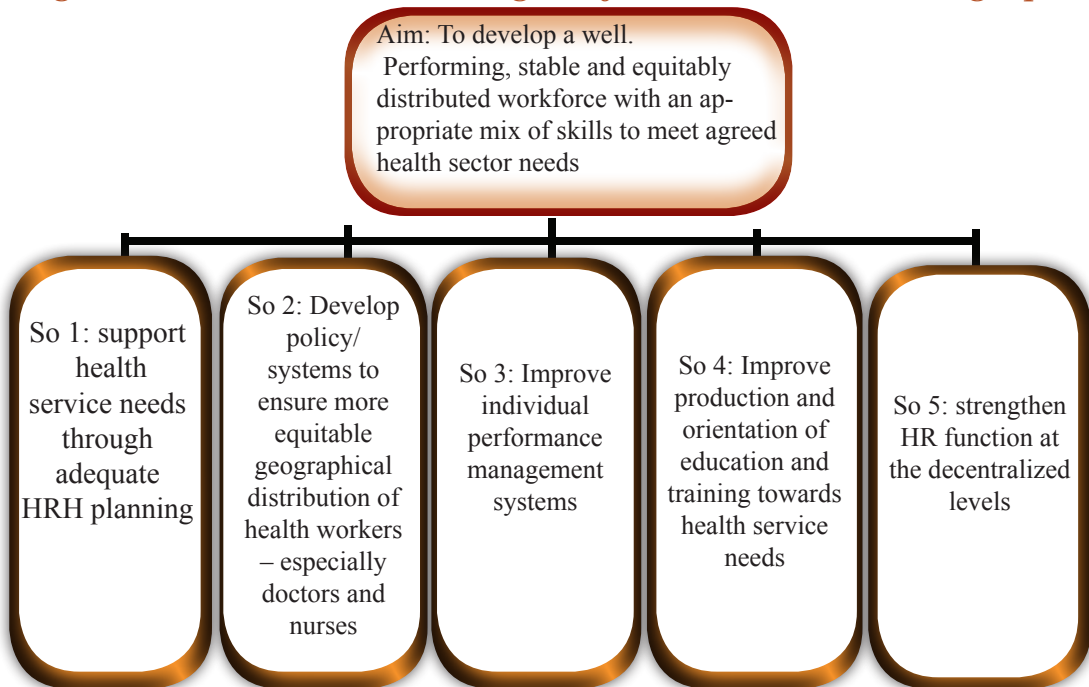 Aim: To develop a well.
Performing, stable and equitably
distributed workforce with an ap-
propriate mix of skills to meet agreed
health sector needs
So 1: support
health
service needs
through
adequate
HRH planning
So 2: Develop
policy/
systems to
ensure more
equitable
geographical
distribution of
health workers
– especially
doctors and
nurses
So 3: Improve
individual
performance
management
systems
So 4: Improve
production and
orientation of
education and
training towards
health service
needs
So 5: strengthen
HR function at
the decentralized
levels